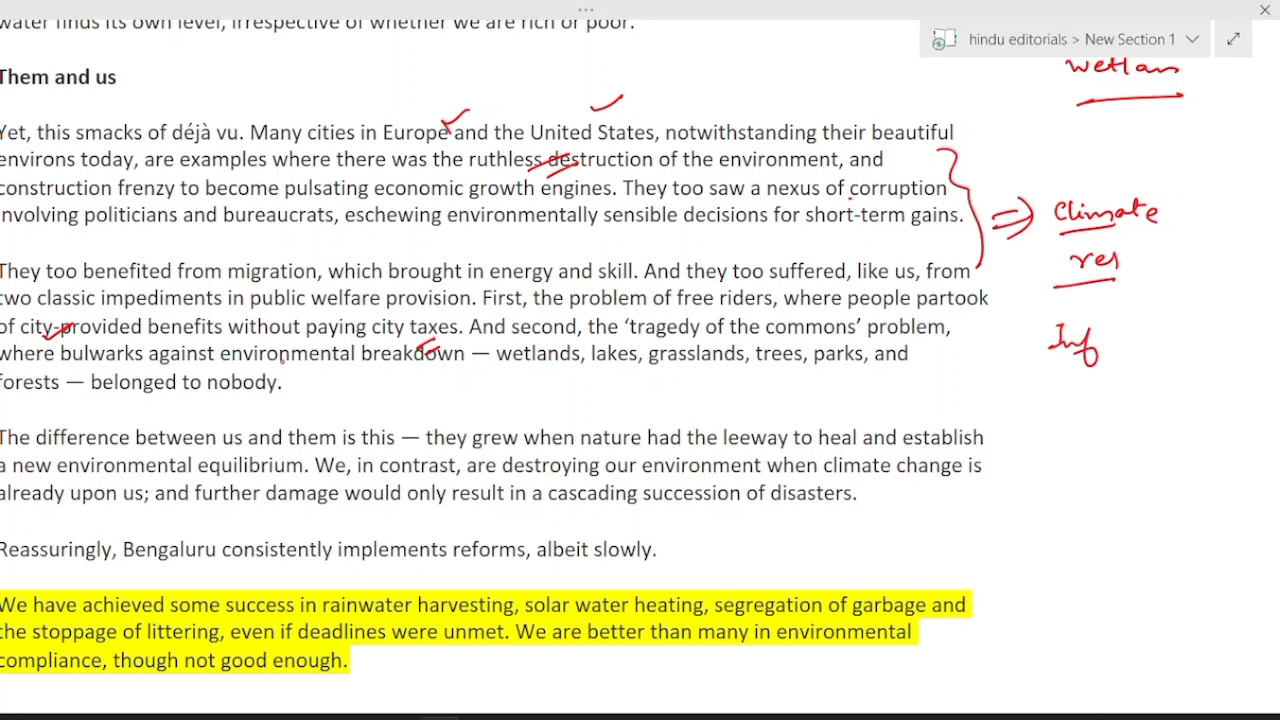 water finds its own level, irrespective of whether we are rich or poor.
hindu editorials > New Section 1
Them and us
Yet, this smacks of déjà vu. Many cities in Europe and the United States, notwithstanding their beautiful
environs today, are examples where there was the ruthless destruction of the environment, and
construction frenzy to become pulsating economic growth engines. They too saw a nexus of corruption
involving politicians and bureaucrats, eschewing environmentally sensible decisions for short-term gains.
They too benefited from migration, which brought in energy and skill. And they too suffered, like us, from
two classic impediments in public welfare provision. First, the problem of free riders, where people partook
of city-provided benefits without paying city taxes. And second, the ‘tragedy of the commons’ problem,
where bulwarks against environmental breakdown — wetlands, lakes, grasslands, trees, parks, and
forests — belonged to nobody.
The difference between us and them is this — they grew when nature had the leeway to heal and establish
a new environmental equilibrium. We, in contrast, are destroying our environment when climate change is
already upon us; and further damage would only result in a cascading succession of disasters.
Reassuringly, Bengaluru consistently implements reforms, albeit slowly.
We have achieved some success in rainwater harvesting, solar water heating, segregation of garbage and
the stoppage of littering, even if deadlines were unmet. We are better than many in environmental
compliance, though not good enough.
wetlan
=> Climate
res
Inf